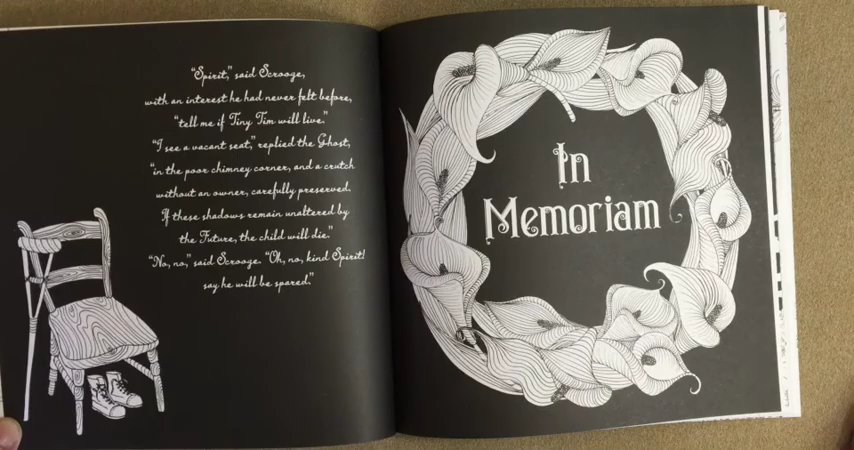 “Spirit,” said Scrooge,
with an interest he had never felt before,
“tell me if Tiny Tim will live.”
“I see a vacant seat,” replied the Ghost,
“in the poor chimney corner, and a crutch
without an owner, carefully preserved.
If these shadows remain unaltered by
the Future, the child will die.”
“No, no,” said Scrooge. “Oh, no, kind Spirit!
say he will be spared.”
In
Memoriam